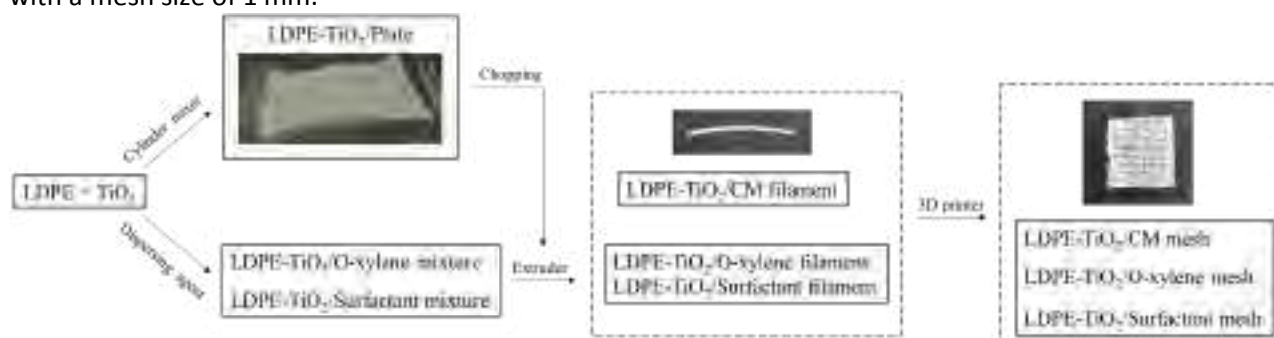 with a mesh size of 1 mm.
LDPE-TiO₂/Plate
Chopping
Cylinder mixer
LDPE + TiO₂
Dispersing agent
LDPE-TiO₂/O-xylene mixture
LDPE-TiO₂/Surfactant mixture
Extruder
LDPE-TiO₂/CM filament
LDPE-TiO₂/O-xylene filament
LDPE-TiO₂/Surfactant filament
3D printer
LDPE-TiO₂/CM mesh
LDPE-TiO₂/O-xylene mesh
LDPE-TiO₂/Surfactant mesh